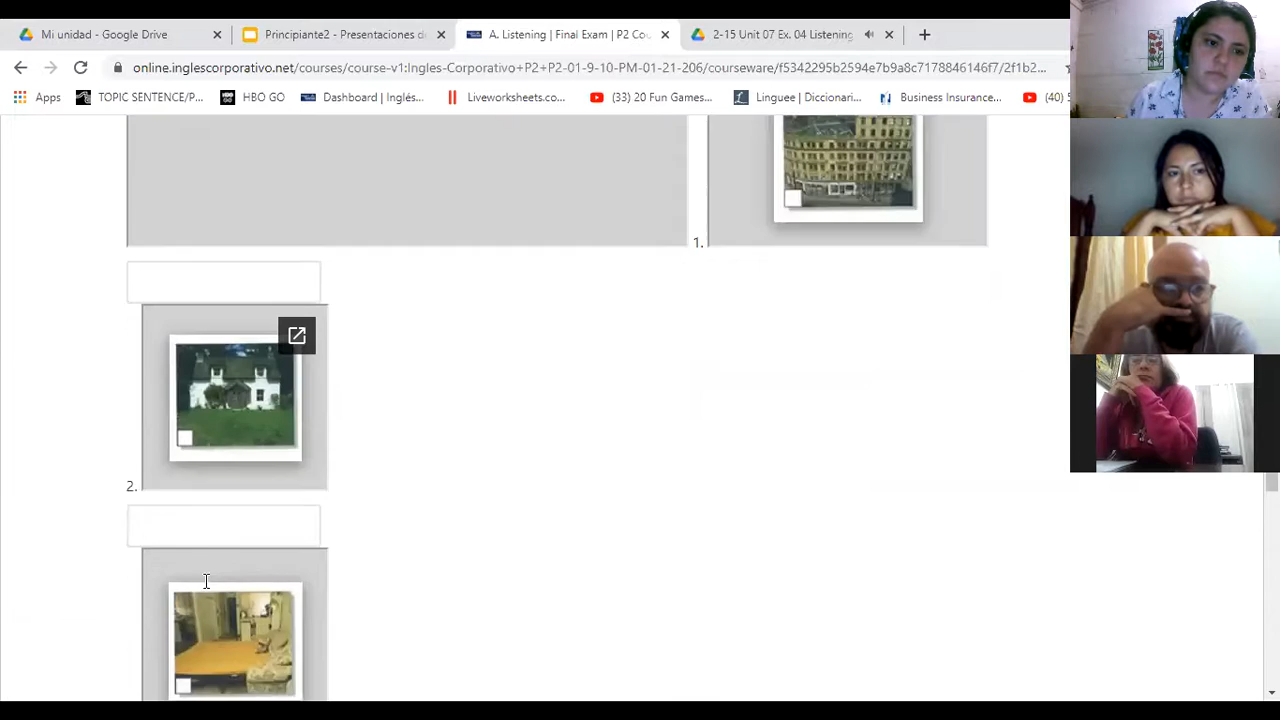 Mi unidad - Google Drive
Principiante2 - Presentaciones de
A. Listening | Final Exam | P2 Cou
2-15 Unit 07 Ex. 04 Listening
online.inglescorporativo.net/courses/course-v1:Ingles-Corporativo+P2+P2-01-9-10-PM-01-21-206/courseware/f5342295b2594e7b9a8c7178846146f7/2f1b2...
Apps
TOPIC SENTENCE/P...
HBO GO
Dashboard | Inglés...
Liveworksheets.co...
(33) 20 Fun Games...
Linguee | Diccionari...
Business Insurance...
1.
2.